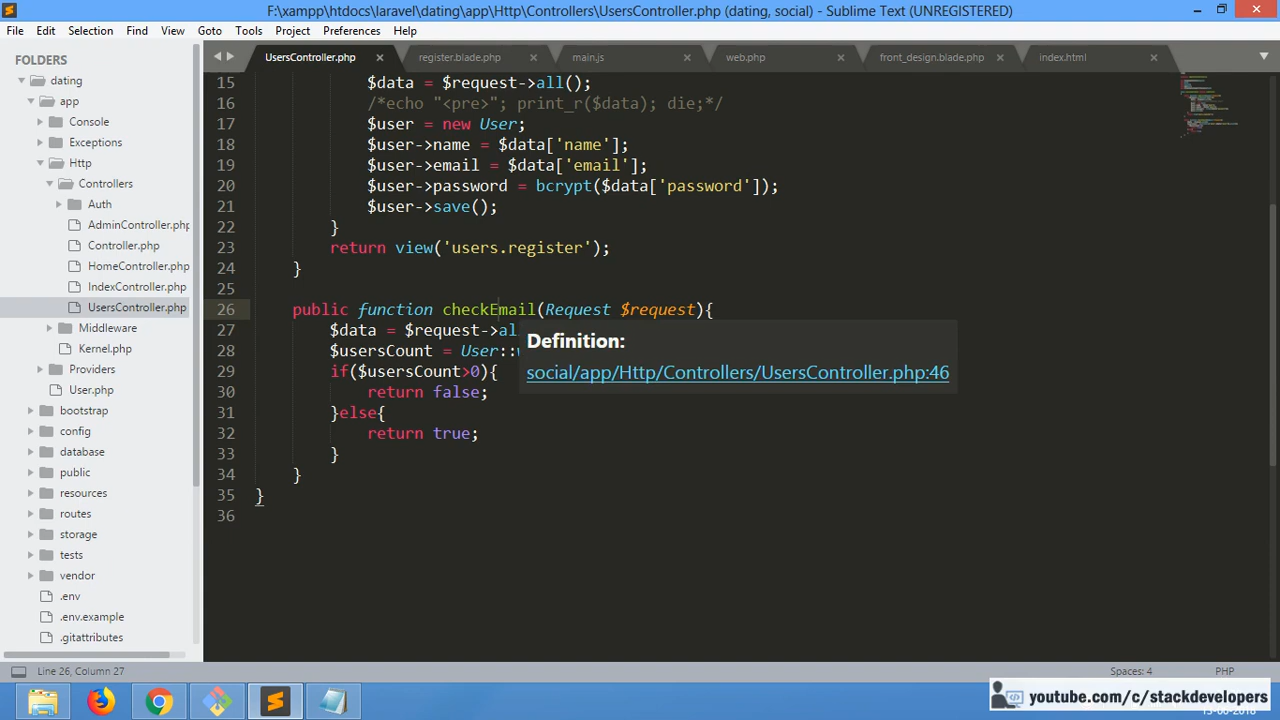 F:\xampp\htdocs\laravel\dating\app\Http\Controllers\UsersController.php (dating, social) - Sublime Text (UNREGISTERED)
File Edit Selection Find View Goto Tools Project Preferences Help
FOLDERS
dating
app
Console
Exceptions
Http
Controllers
Auth
AdminController.php
Controller.php
HomeController.php
IndexController.php
UsersController.php
Middleware
Kernel.php
Providers
User.php
bootstrap
config
database
public
resources
routes
storage
tests
vendor
.env
.env.example
.gitattributes
UsersController.php register.blade.php main.js web.php front_design.blade.php index.html
15 $data = $request->all();
16 /*echo "<pre>"; print_r($data); die;*/
17 $user = new User;
18 $user->name = $data['name'];
19 $user->email = $data['email'];
20 $user->password = bcrypt($data['password']);
21 $user->save();
22 }
23 return view('users.register');
24 }
25
26 public function checkEmail(Request $request){
27 $data = $request->al
28 $usersCount = User::
29 if($usersCount>0){
30 return false;
31 }else{
32 return true;
33 }
34 }
35 }
36
Definition:
social/app/Http/Controllers/UsersController.php:46
Line 26, Column 27 Spaces: 4 PHP
youtube.com/c/stackdevelopers